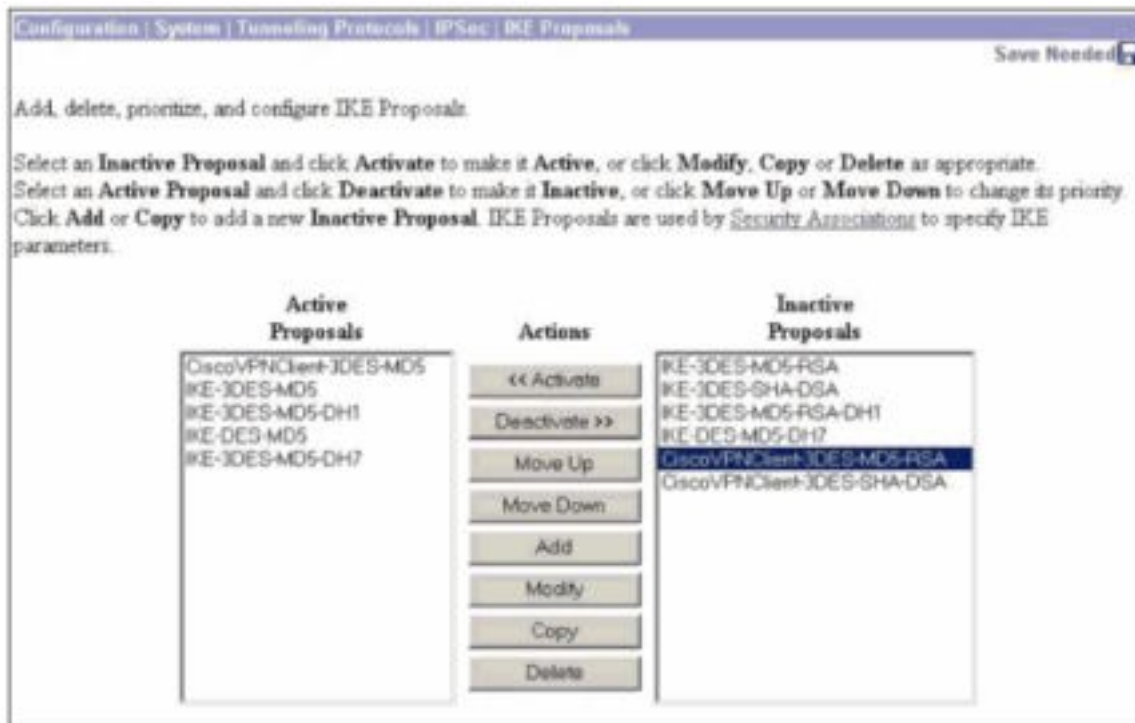 Configuration | System | Tunneling Protocols | IPSec | IKE Proposals
Save Needed
Add, delete, prioritize, and configure IKE Proposals.
Select an Inactive Proposal and click Activate to make it Active, or click Modify, Copy or Delete as appropriate.
Select an Active Proposal and click Deactivate to make it Inactive, or click Move Up or Move Down to change its priority.
Click Add or Copy to add a new Inactive Proposal. IKE Proposals are used by Security Associations to specify IKE
parameters.
Active
Proposals
CiscoVPNClient-3DES-MD5
IKE-3DES-MD5
IKE-3DES-MD5-DH1
IKE-DES-MD5
IKE-3DES-MD5-DH7
Actions
<< Activate
Deactivate >>
Move Up
Move Down
Add
Modify
Copy
Delete
Inactive
Proposals
IKE-3DES-MD5-RSA
IKE-3DES-SHA-DSA
IKE-3DES-MD5-RSA-DH1
IKE-DES-MD5-DH7
CiscoVPNClient-3DES-MD5-RSA
CiscoVPNClient-3DES-SHA-DSA